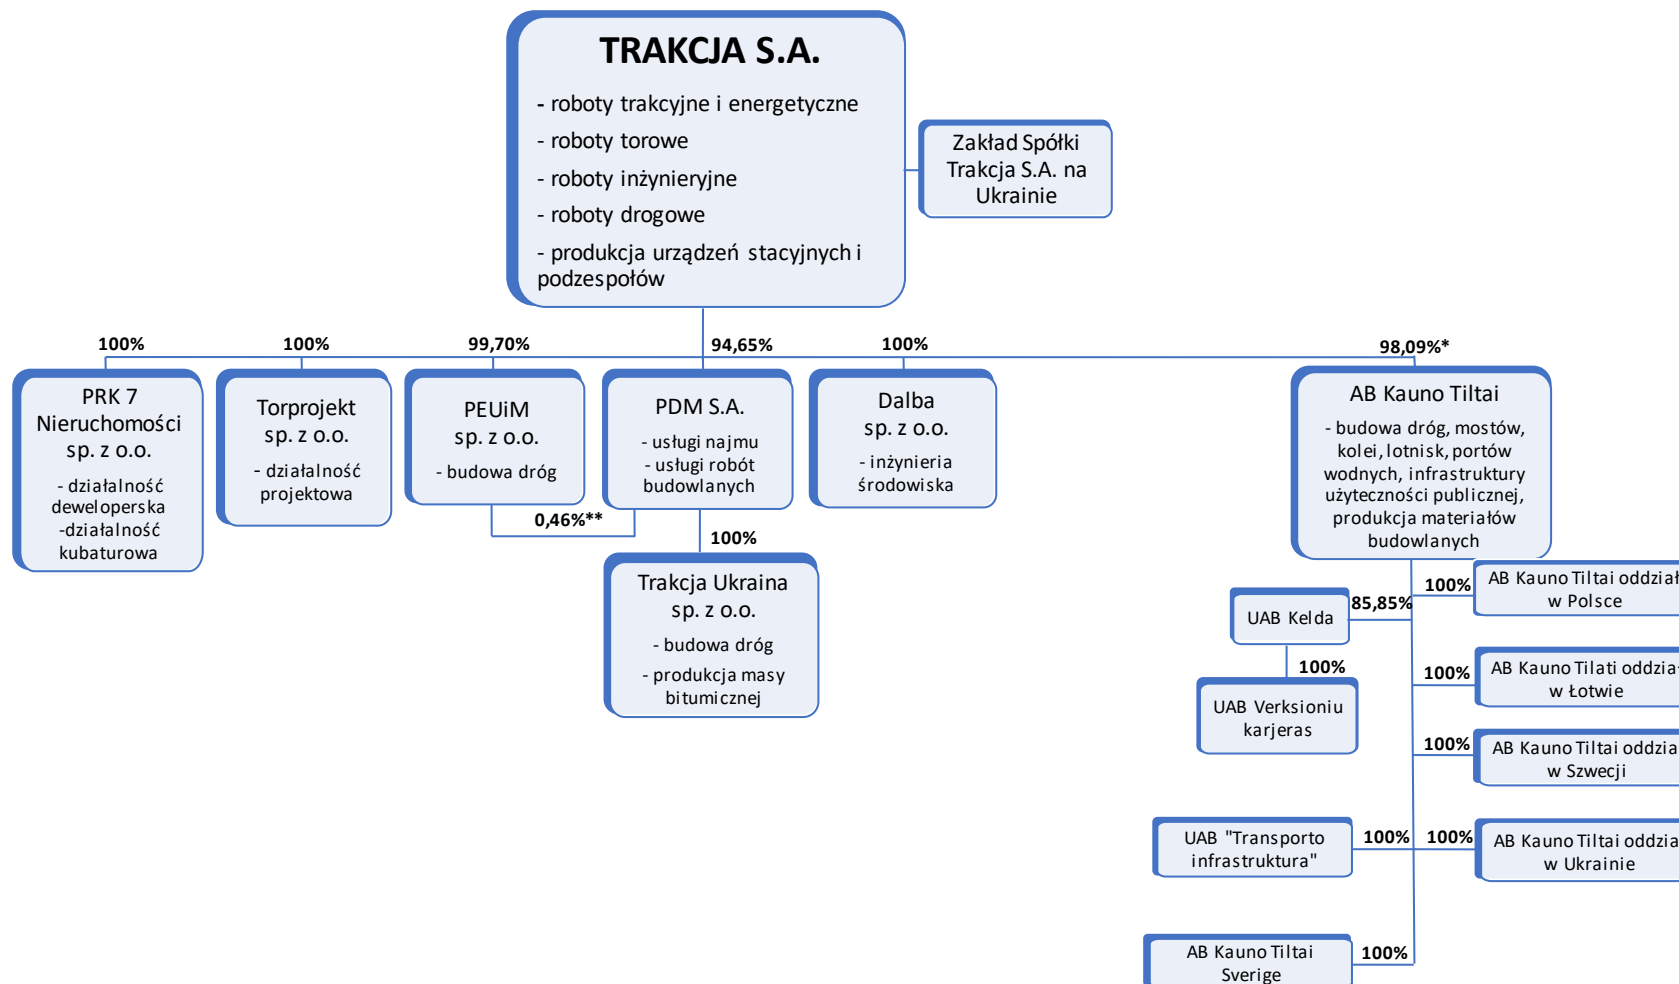 TRAKCJA S.A.
- roboty trakcyjne i energetyczne
- roboty torowe
- roboty inżynieryjne
- roboty drogowe
- produkcja urządzeń stacyjnych i
podzespołów
Zakład Spółki
Trakcja S.A. na
Ukrainie
100%
100%
99,70%
94,65%
100%
98,09%*
PRK 7
Nieruchomości
sp. z o.o.
- działalność
deweloperska
-działalność
kubaturowa
Torprojekt
sp. z o.o.
- działalność
projektowa
PEUiM
sp. z o.o.
- budowa dróg
PDM S.A.
- usługi najmu
- usługi robót
budowlanych
Dalba
sp. z o.o.
- inżynieria
środowiska
AB Kauno Tiltai
- budowa dróg, mostów,
kolei, lotnisk, portów
wodnych, infrastruktury
użyteczności publicznej,
produkcja materiałów
budowlanych
0,46%**
100%
Trakcja Ukraina
sp. z o.o.
- budowa dróg
- produkcja masy
bitumicznej
85,85%
UAB Kelda
100%
UAB Verksioniu
karjeras
100%
AB Kauno Tiltai oddział
w Polsce
100%
AB Kauno Tilati oddział
w Łotwie
100%
AB Kauno Tiltai oddzia
w Szwecji
UAB "Transporto
infrastruktura"
100%
100%
AB Kauno Tiltai oddzia
w Ukrainie
AB Kauno Tiltai
Sverige
100%